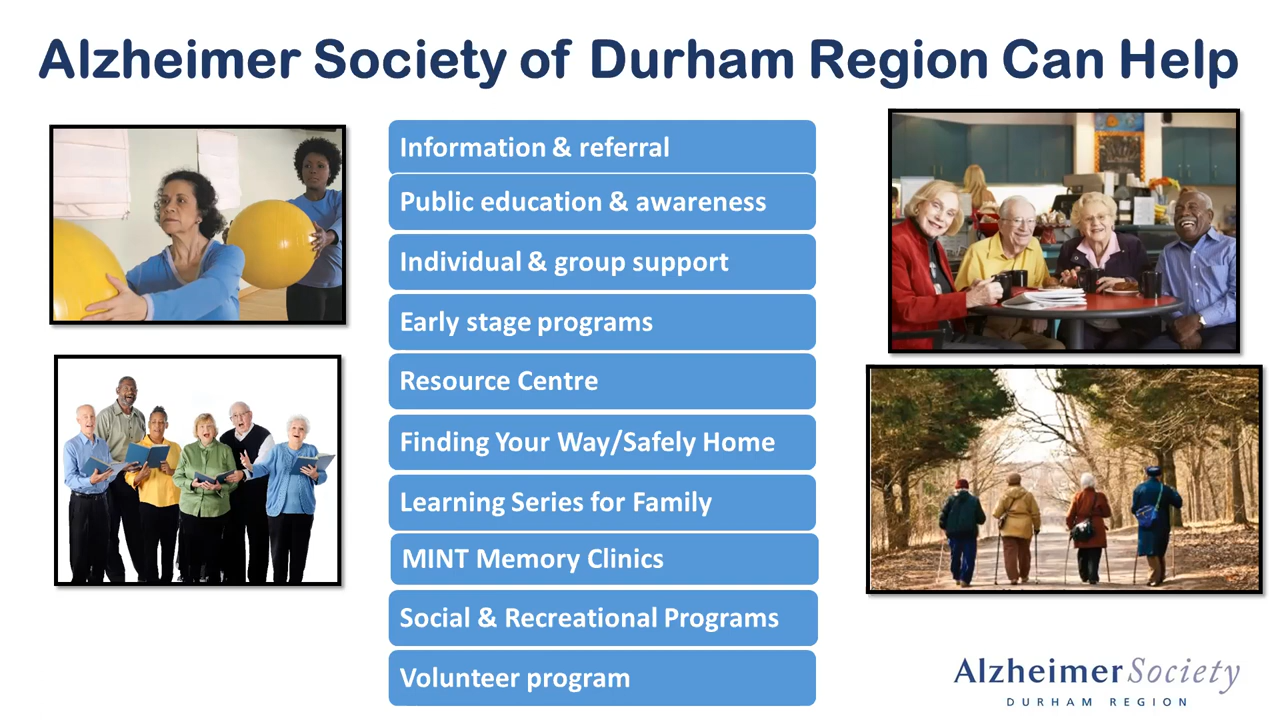 Alzheimer Society of Durham Region Can Help
Information & referral
Public education & awareness
Individual & group support
Early stage programs
Resource Centre
Finding Your Way/Safely Home
Learning Series for Family
MINT Memory Clinics
Social & Recreational Programs
Volunteer program
Alzheimer Society
DURHAM REGION